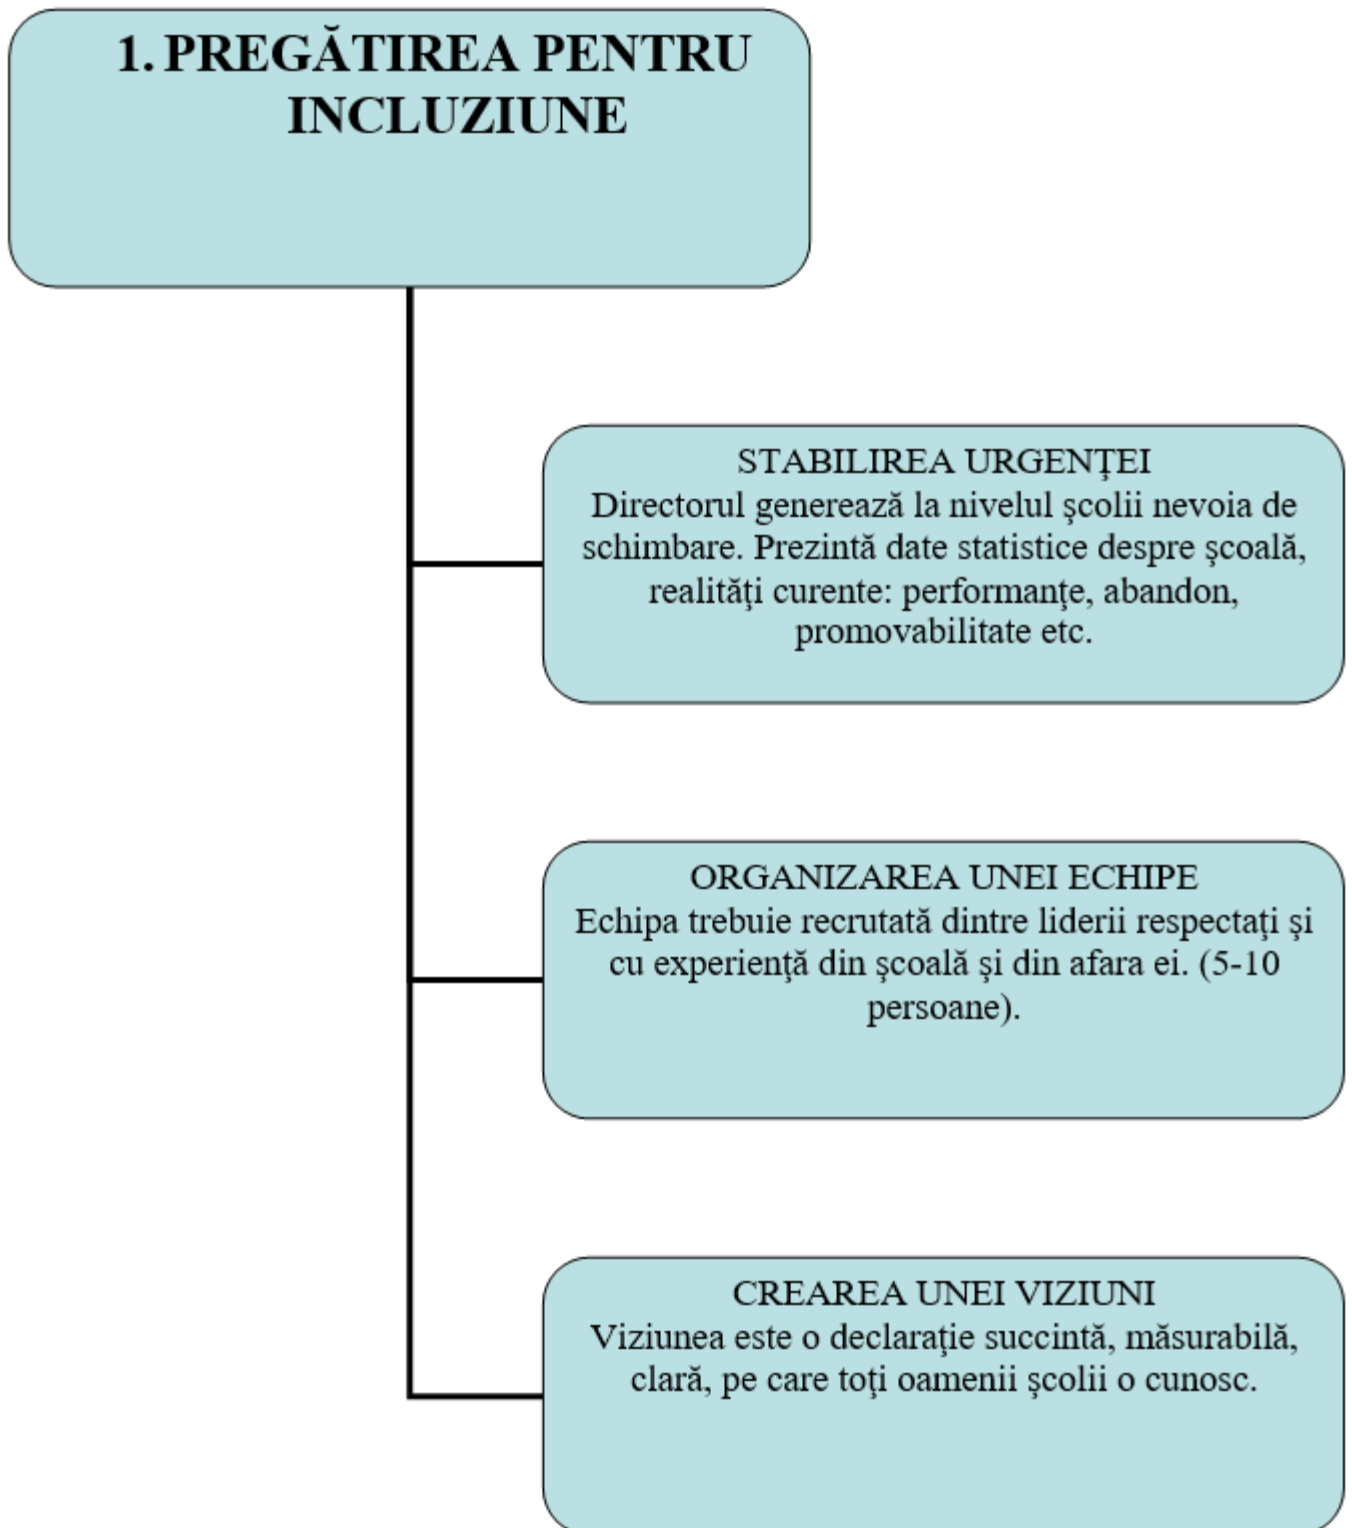 1. PREGĂTIREA PENTRU
INCLUZIUNE
STABILIREA URGENŢEI
Directorul generează la nivelul şcolii nevoia de
schimbare. Prezintă date statistice despre şcoală,
realităţi curente: performanţe, abandon,
promovabilitate etc.
ORGANIZAREA UNEI ECHIPE
Echipa trebuie recrutată dintre liderii respectaţi şi
cu experienţă din şcoală şi din afara ei. (5-10
persoane).
CREAREA UNEI VIZIUNI
Viziunea este o declaraţie succintă, măsurabilă,
clară, pe care toţi oamenii şcolii o cunosc.